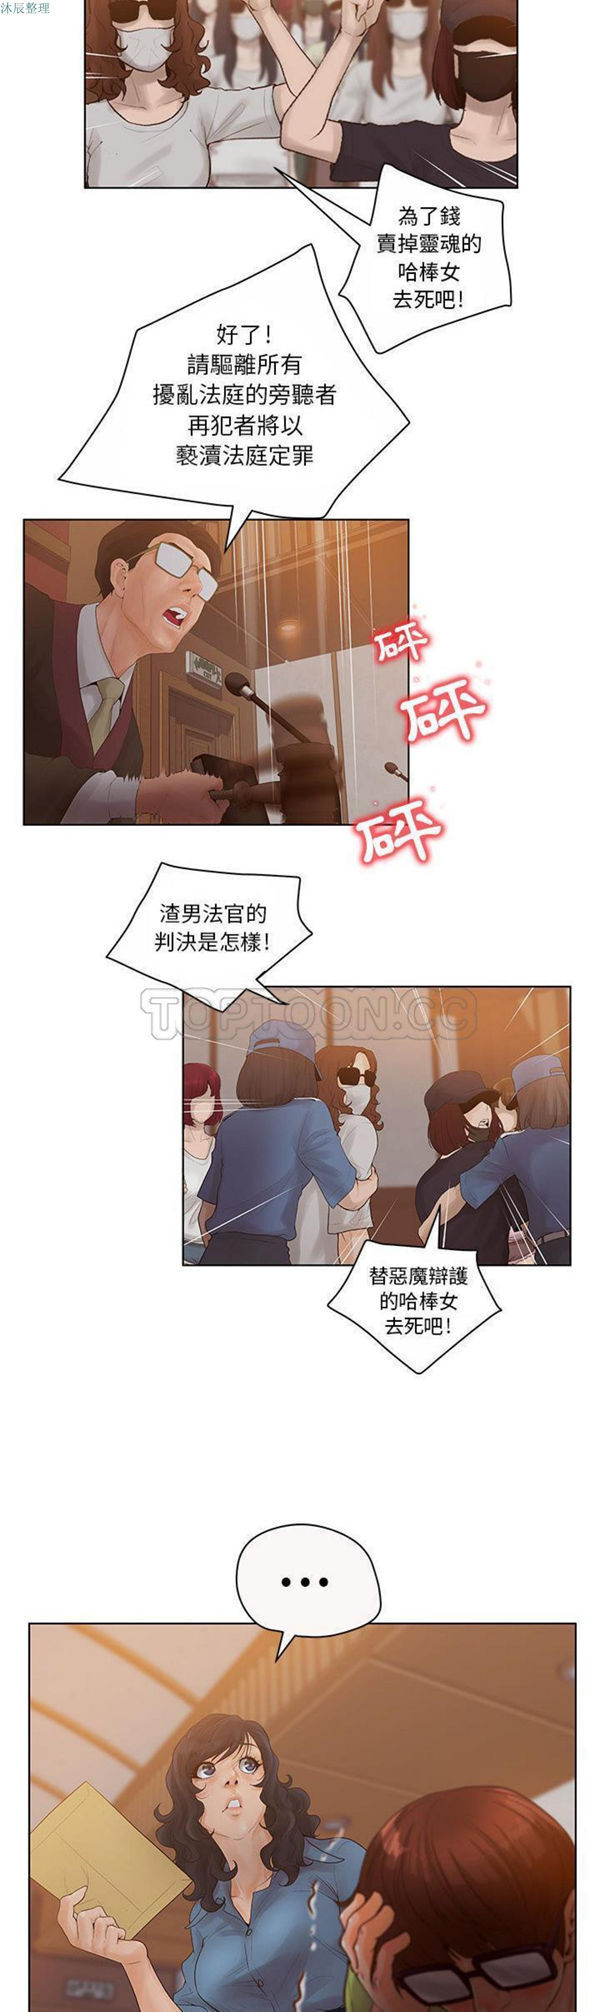 沐辰整理
為了錢
賣掉靈魂的
哈棒女
去死吧!
好了!
請驅離所有
擾亂法庭的旁聽者
再犯者將以
褻瀆法庭定罪
砰
砰
砰
渣男法官的
判決是怎樣!
TOPTOON.CC
替惡魔辯護
的哈棒女
去死吧!
...